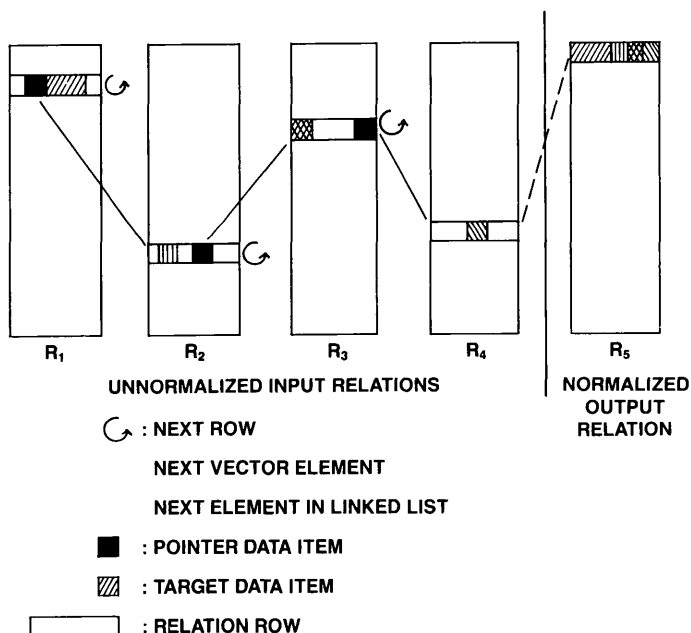 R₁ R₂ R₃ R₄ R₅
UNNORMALIZED INPUT RELATIONS
NORMALIZED
OUTPUT
RELATION
: NEXT ROW
NEXT VECTOR ELEMENT
NEXT ELEMENT IN LINKED LIST
: POINTER DATA ITEM
: TARGET DATA ITEM
: RELATION ROW